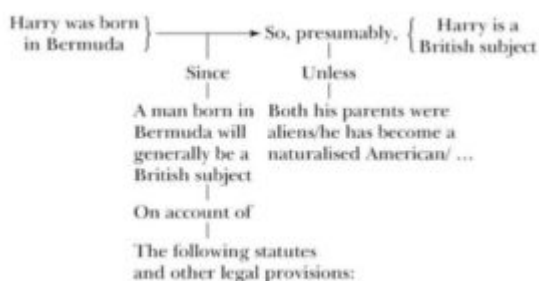 Harry was born
in Bermuda
So, presumably,
Harry is a
British subject
Since
Unless
A man born in
Bermuda will
generally be a
British subject
Both his parents were
aliens/he has become a
naturalised American/ ...
On account of
The following statutes
and other legal provisions: